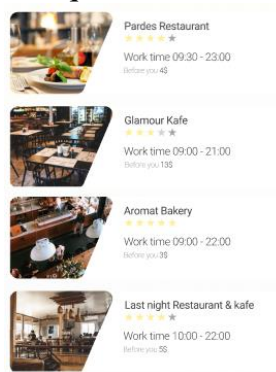 Pardes Restaurant
Work time 09:30 - 23:00
Before you 4$
Glamour Kafe
Work time 09:00 - 21:00
Before you 13$
Aromat Bakery
Work time 09:00 - 22:00
Before you 3$
Last night Restaurant & kafe
Work time 10:00 - 22:00
Before you 5$